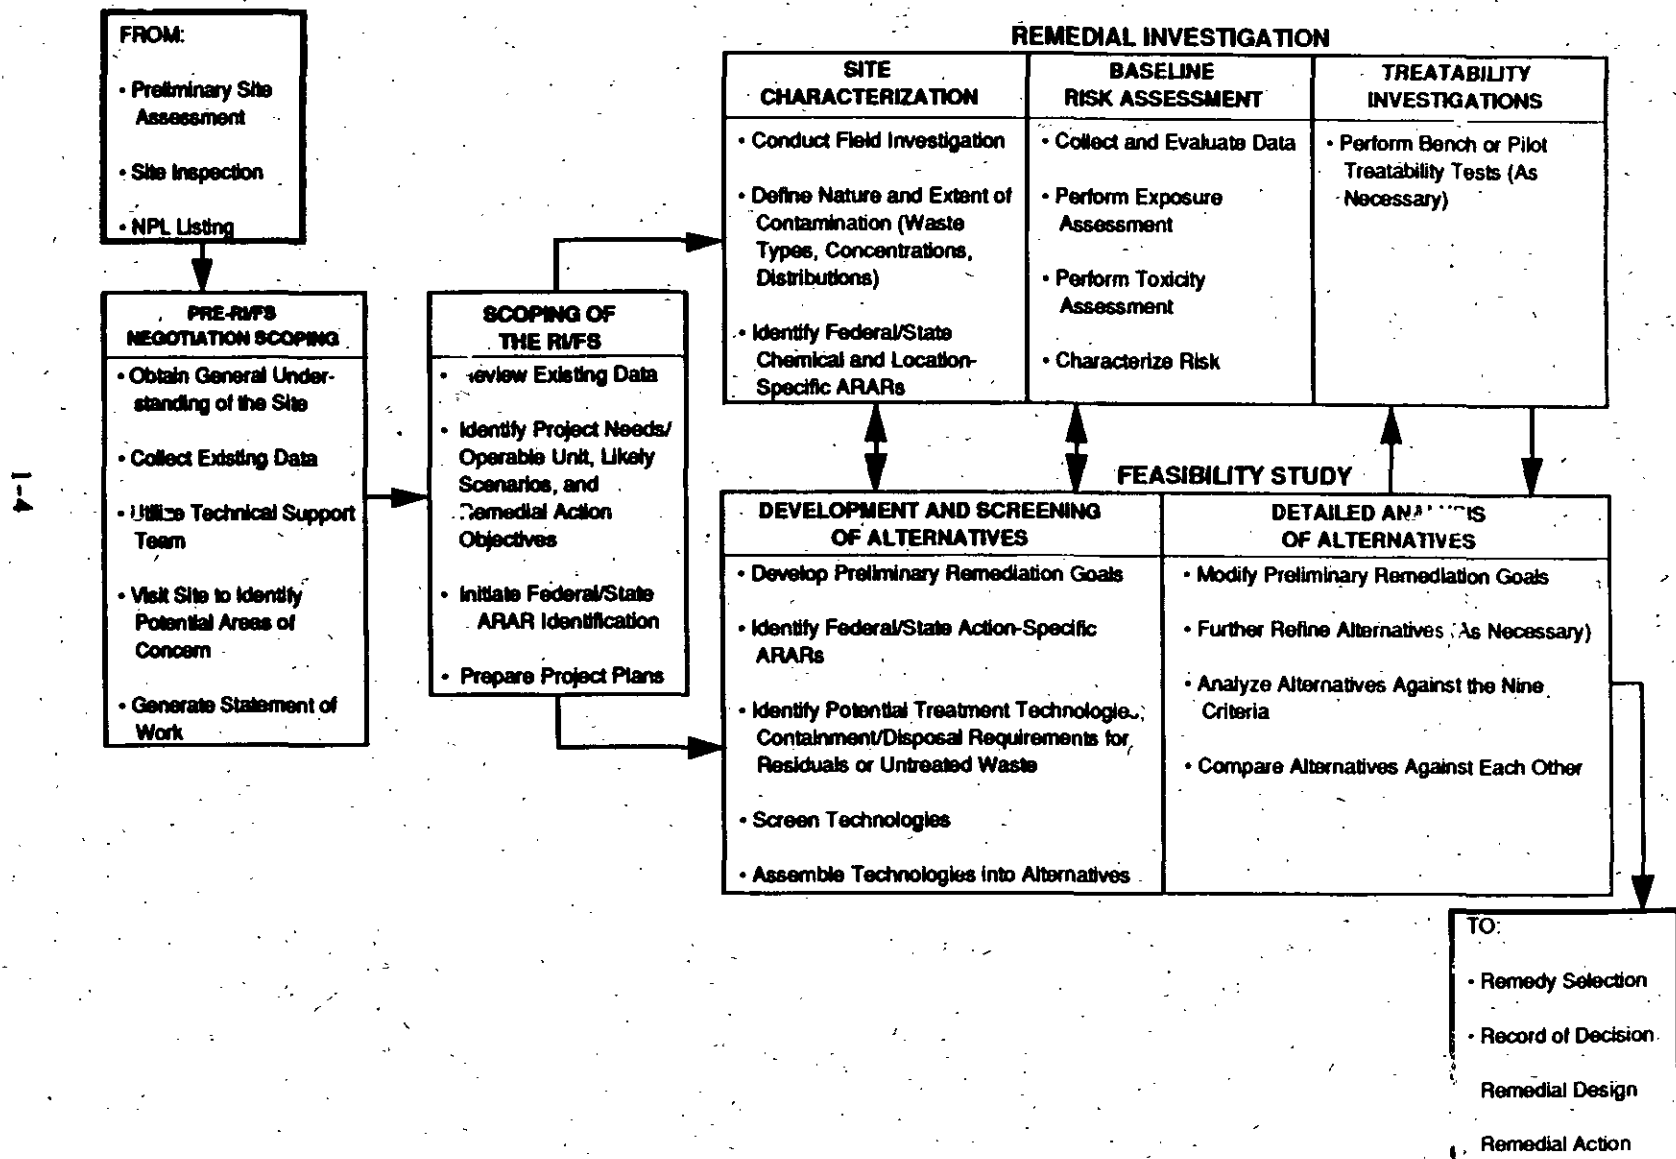 FROM:
• Preliminary Site
Assessment
• Site Inspection
• NPL Listing
PRE-RI/FS
NEGOTIATION SCOPING
• Obtain General Under-
standing of the Site
• Collect Existing Data
• Utilize Technical Support
Team
• Visit Site to Identify
Potential Areas of
Concern
• Generate Statement of
Work
SCOPING OF
THE RI/FS
• Review Existing Data
• Identify Project Needs/
Operable Unit, Likely
Scenarios, and
Remedial Action
Objectives
• Initiate Federal/State
ARAR Identification
• Prepare Project Plans
REMEDIAL INVESTIGATION
SITE
CHARACTERIZATION
• Conduct Field Investigation
• Define Nature and Extent of
Contamination (Waste
Types, Concentrations,
Distributions)
• Identify Federal/State
Chemical and Location-
Specific ARARs
BASELINE
RISK ASSESSMENT
• Collect and Evaluate Data
• Perform Exposure
Assessment
• Perform Toxicity
Assessment
• Characterize Risk
TREATABILITY
INVESTIGATIONS
• Perform Bench or Pilot
Treatability Tests (As
Necessary)
FEASIBILITY STUDY
DEVELOPMENT AND SCREENING
OF ALTERNATIVES
• Develop Preliminary Remediation Goals
• Identify Federal/State Action-Specific
ARARs
• Identify Potential Treatment Technologies,
Containment/Disposal Requirements for
Residuals or Untreated Waste
• Screen Technologies
• Assemble Technologies into Alternatives
DETAILED ANALYSIS
OF ALTERNATIVES
• Modify Preliminary Remediation Goals
• Further Refine Alternatives (As Necessary)
• Analyze Alternatives Against the Nine
Criteria
• Compare Alternatives Against Each Other
TO:
• Remedy Selection
• Record of Decision
Remedial Design
Remedial Action
1-4